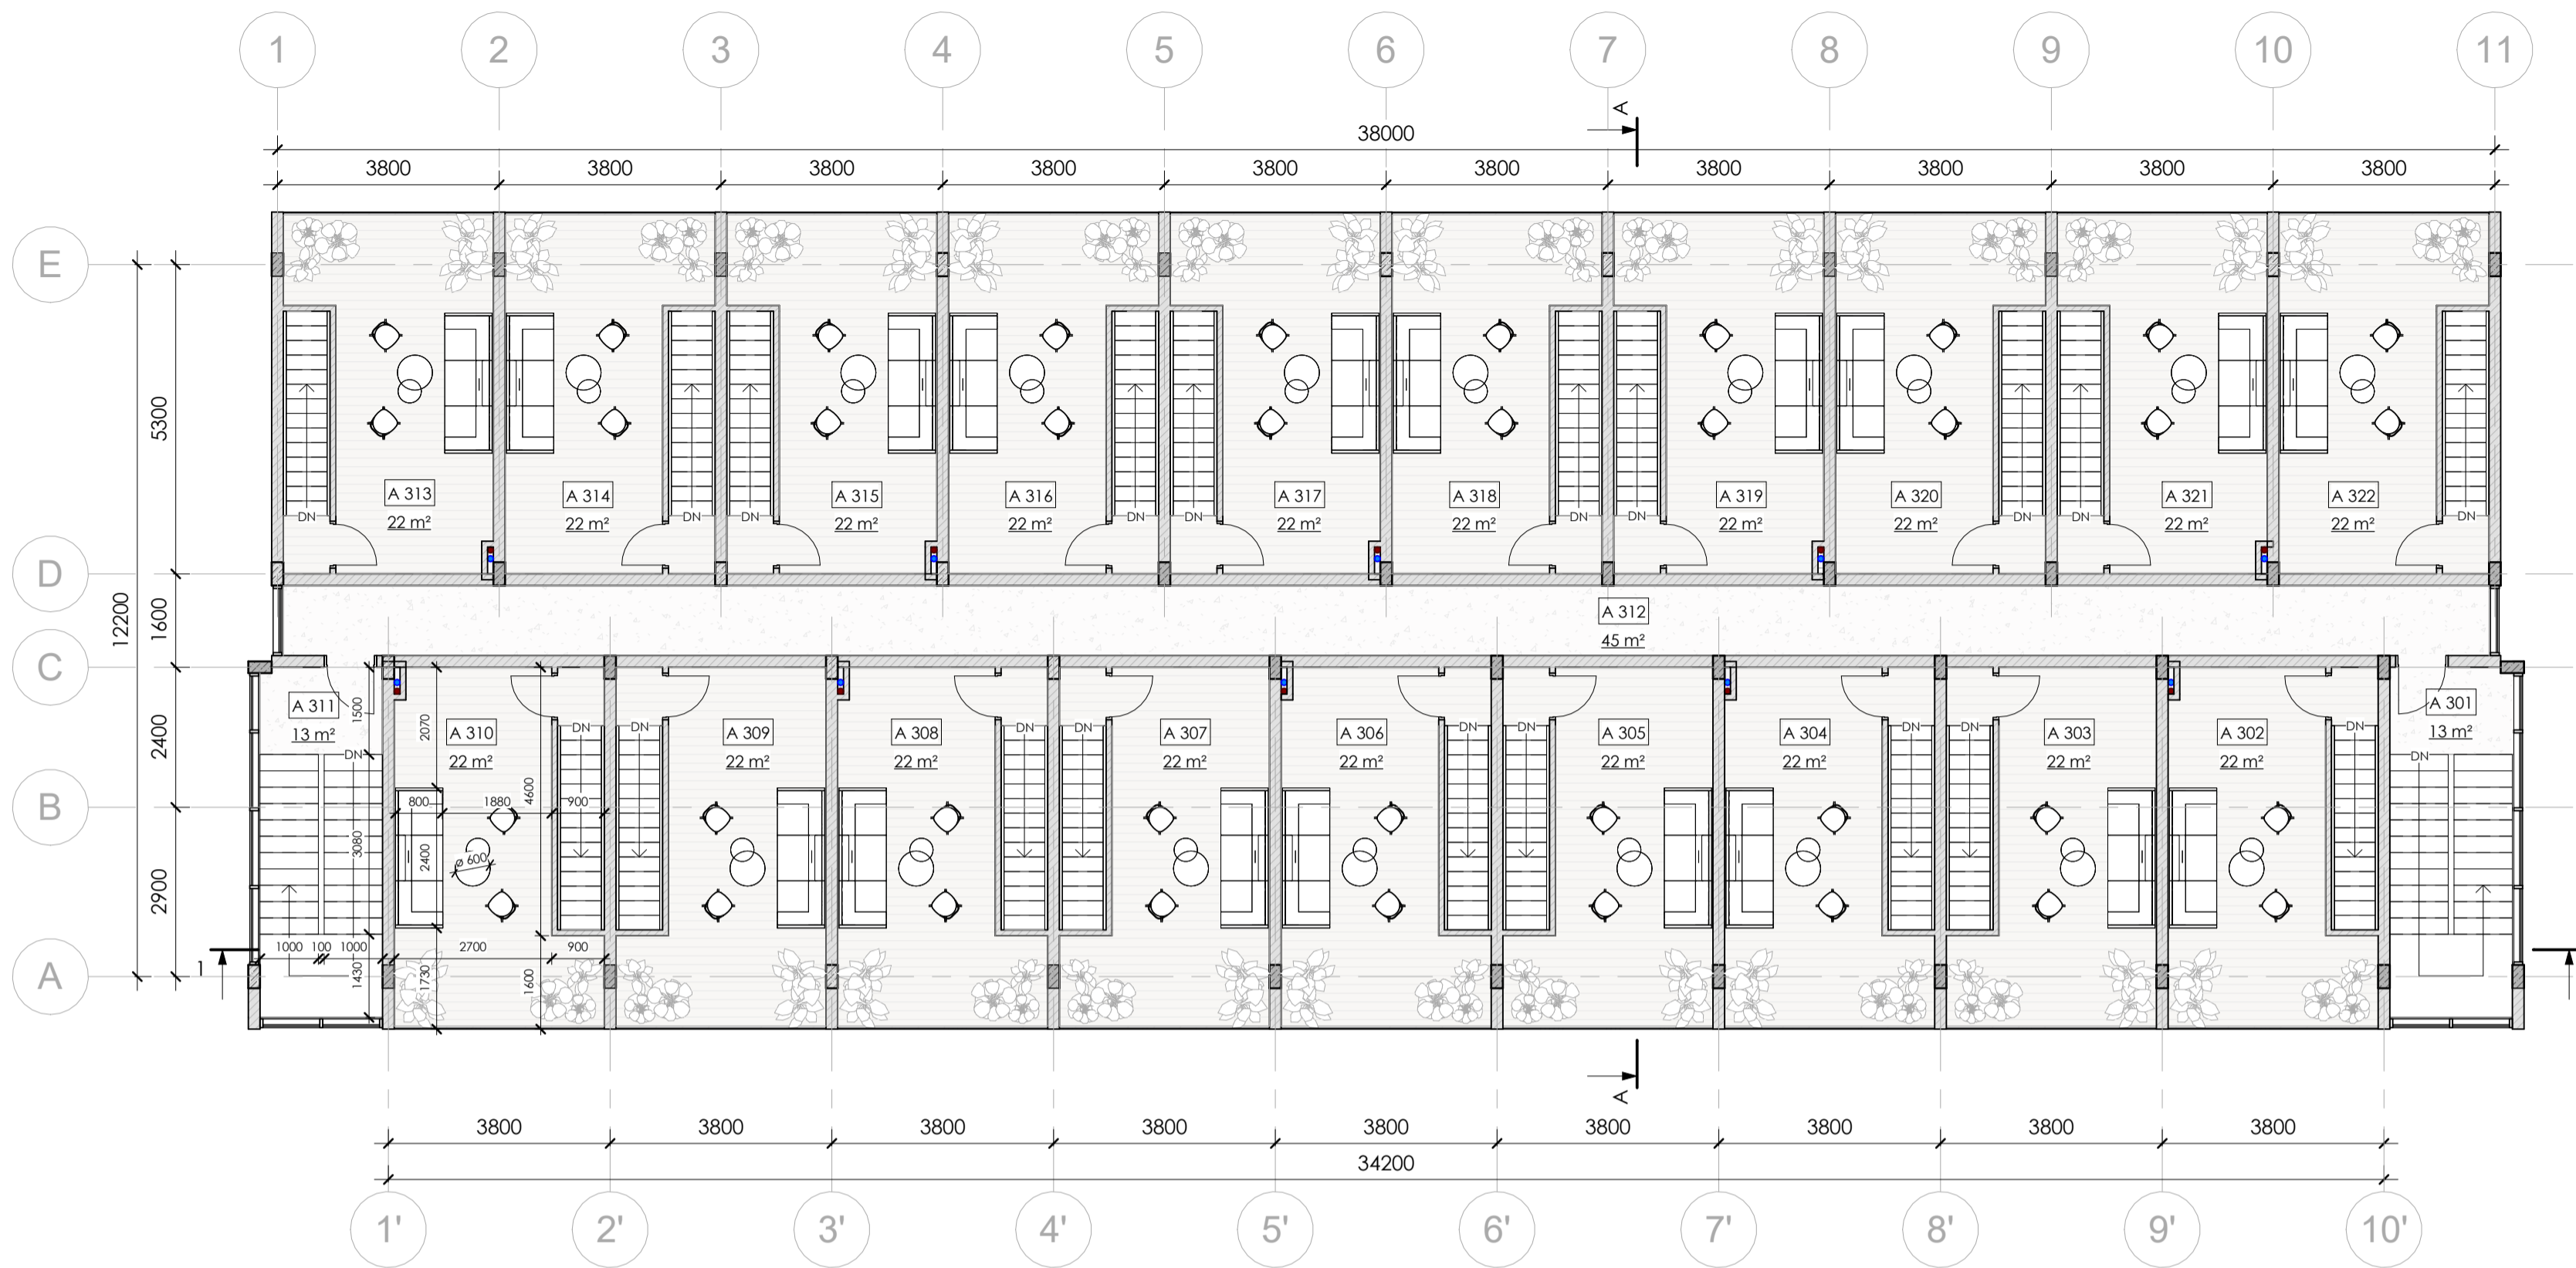 1 2 3 4 5 6 7 8 9 10 11
A
38000
3800 3800 3800 3800 3800 3800 3800 3800 3800 3800
E
5300
A 313 A 314 A 315 A 316 A 317 A 318 A 319 A 320 A 321 A 322
22 m² 22 m² 22 m² 22 m² 22 m² 22 m² 22 m² 22 m² 22 m² 22 m²
DN DN DN DN DN DN DN DN DN DN
D
12200 1600
A 312
45 m²
C
A 311 1500 A 301
13 m² 13 m²
2400 2070
A 310 A 309 A 308 A 307 A 306 A 305 A 304 A 303 A 302
22 m² 22 m² 22 m² 22 m² 22 m² 22 m² 22 m² 22 m² 22 m²
DN DN DN DN DN DN DN DN DN DN DN
B
800 1880 4600 900
2900 3080 2400 ø 600
1000 100 1000 2700 900
A
1430 1730 1600
A
3800 3800 3800 3800 3800 3800 3800 3800 3800
34200
1' 2' 3' 4' 5' 6' 7' 8' 9' 10'